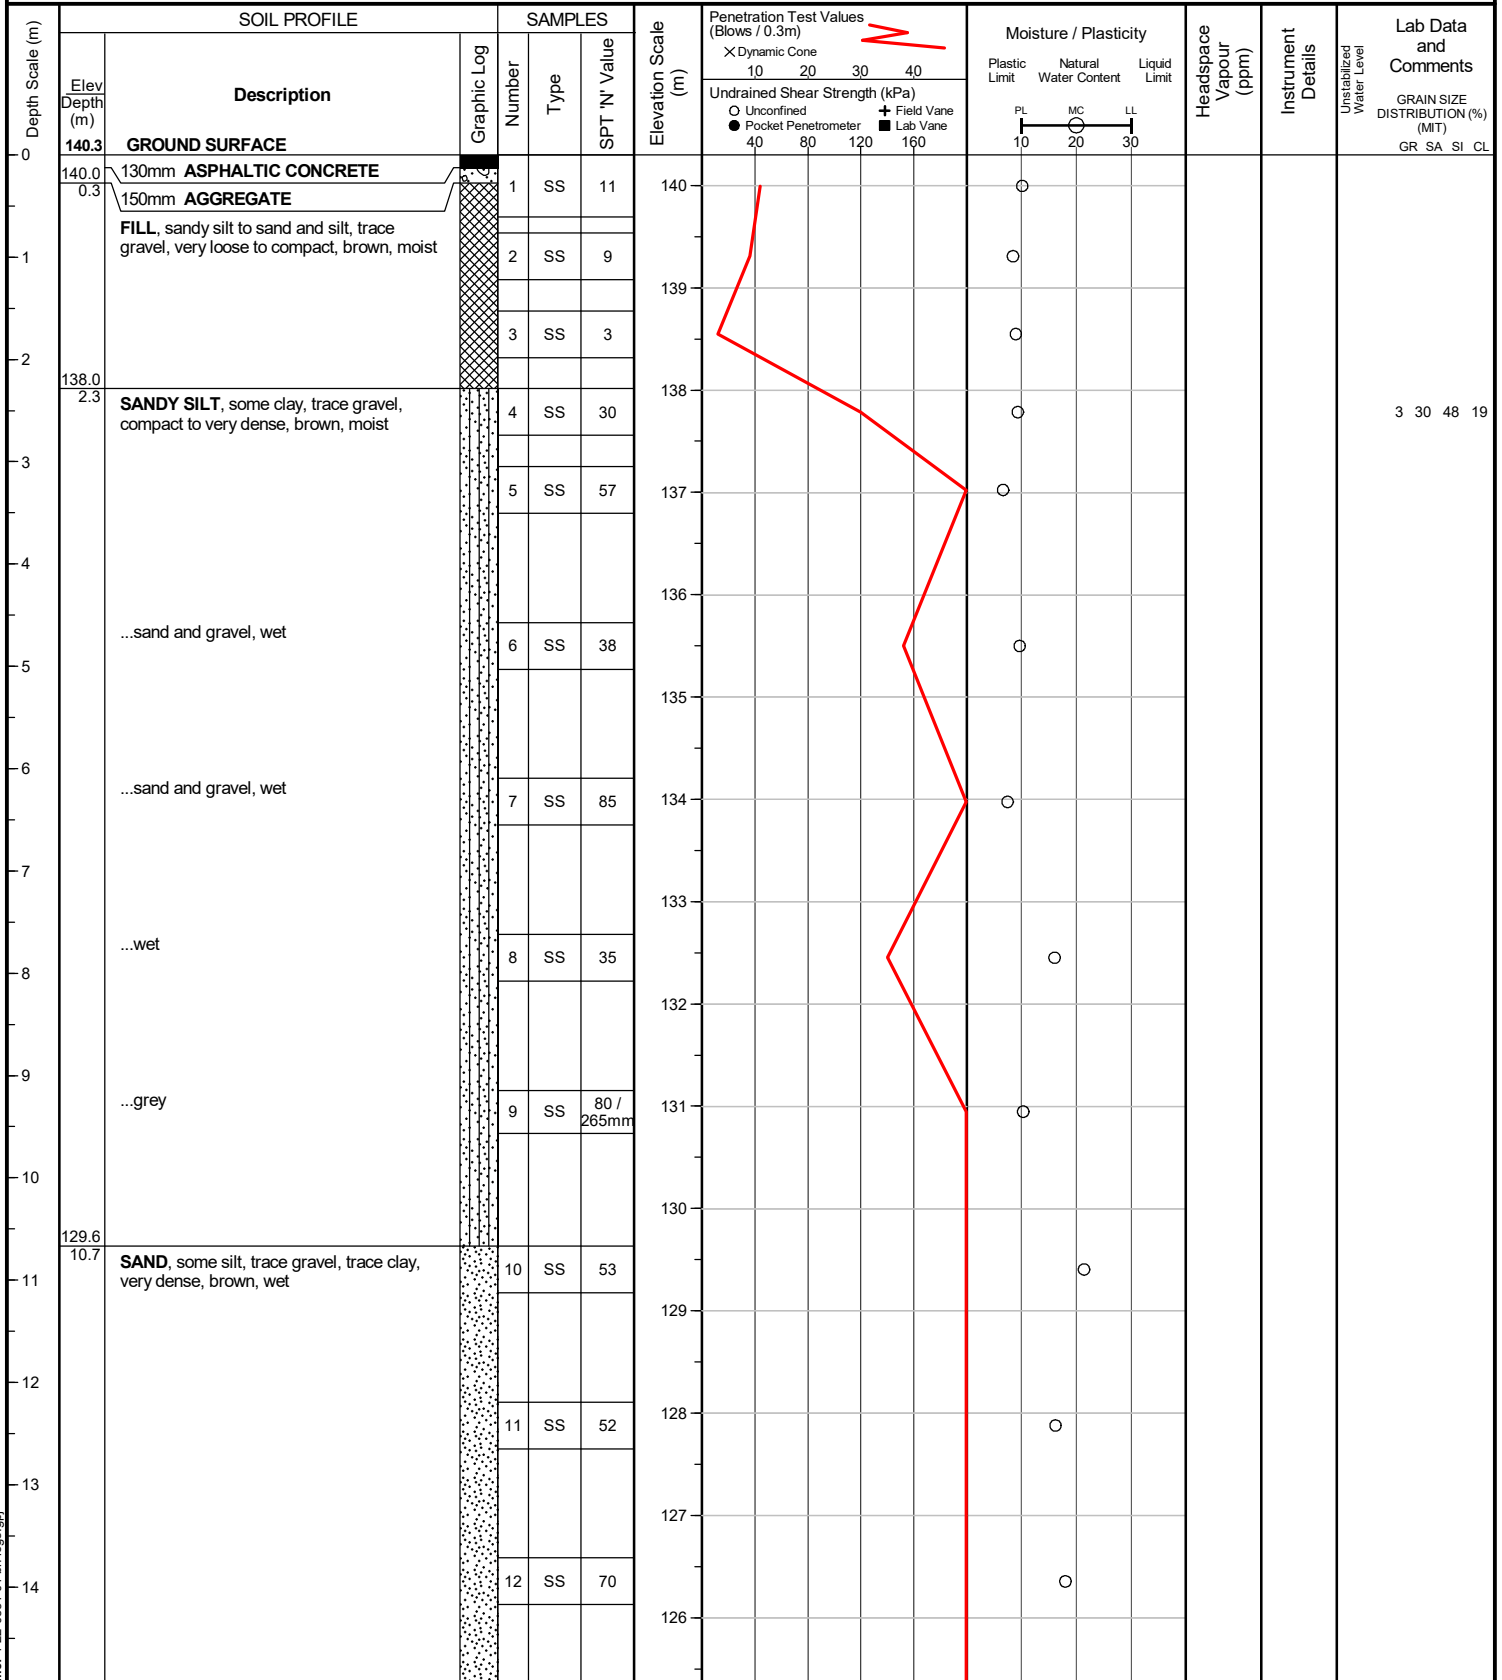 SOIL PROFILE
SAMPLES
Depth Scale (m)
Elev
Depth
(m)
Description
Graphic Log
Number
Type
SPT 'N' Value
Elevation Scale
(m)
Penetration Test Values
(Blows / 0.3m)
× Dynamic Cone
10 20 30 40
Undrained Shear Strength (kPa)
Unconfined
Field Vane
Pocket Penetrometer
Lab Vane
40 80 120 160
Moisture / Plasticity
Plastic Limit
Natural Water Content
Liquid Limit
PL MC LL
10 20 30
Headspace
Vapour
(ppm)
Instrument
Details
Unstabilized
Water Level
Lab Data
and
Comments
GRAIN SIZE
DISTRIBUTION (%)
(MIT)
GR SA SI CL
140.3 GROUND SURFACE
0
140.0 130mm ASPHALTIC CONCRETE
0.3 150mm AGGREGATE
1 SS 11
140
FILL, sandy silt to sand and silt, trace
gravel, very loose to compact, brown, moist
1
2 SS 9
139
3 SS 3
2
138.0
138
2.3 SANDY SILT, some clay, trace gravel,
compact to very dense, brown, moist
4 SS 30
3 30 48 19
3
5 SS 57
137
4
136
...sand and gravel, wet
6 SS 38
5
135
6
...sand and gravel, wet
7 SS 85
134
7
133
...wet
8 SS 35
8
132
9
...grey
9 SS 80 /
265mm
131
10
130
129.6
10.7 SAND, some silt, trace gravel, trace clay,
very dense, brown, wet
10 SS 53
11
129
12
128
11 SS 52
13
127
12 SS 70
14
126